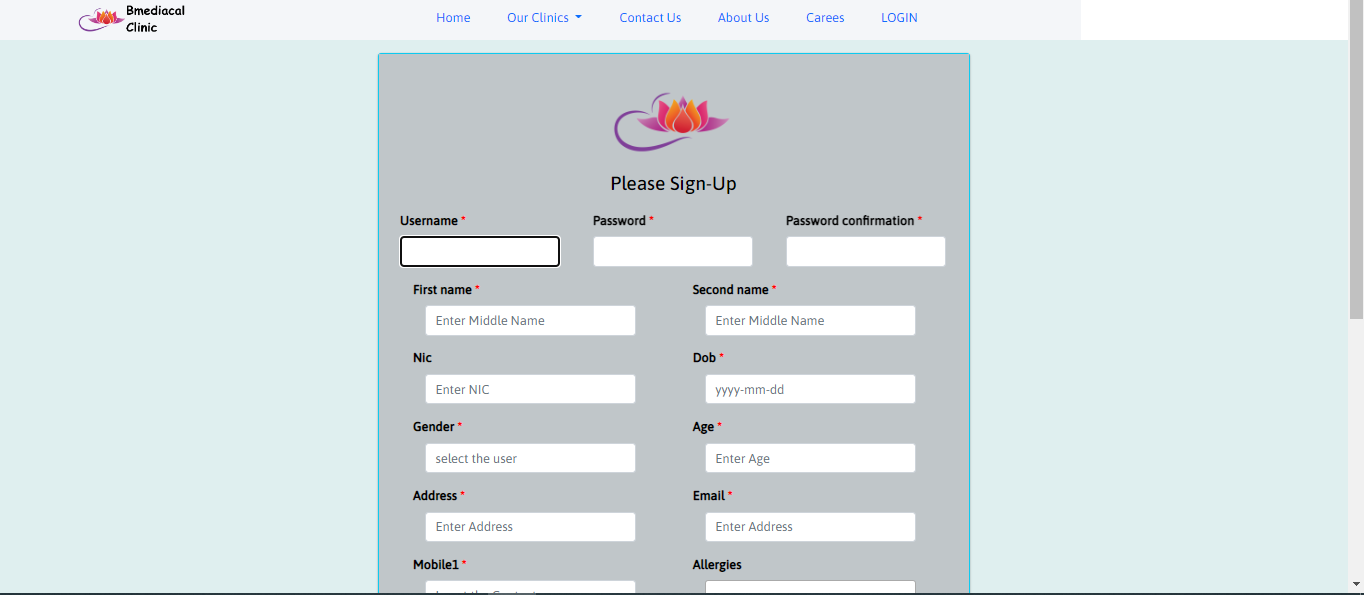 Bmediacal
Clinic
Home Our Clinics Contact Us About Us Carees LOGIN
Please Sign-Up
Username * Password * Password confirmation *
First name * Second name *
Enter Middle Name Enter Middle Name
Nic Dob *
Enter NIC yyyy-mm-dd
Gender * Age *
select the user Enter Age
Address * Email *
Enter Address Enter Address
Mobile1 * Allergies